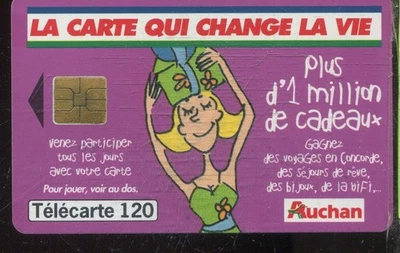 LA CARTE QUI CHANGE LA VIE
plus
d'1 million
de cadeaux
Venez participer
tous les jours
avec votre carte
Pour jouer, voir au dos.
Gagnez
des voyages en Concorde,
des séjours de rêve,
des bijoux, de la hifi,...
Télécarte 120
Auchan